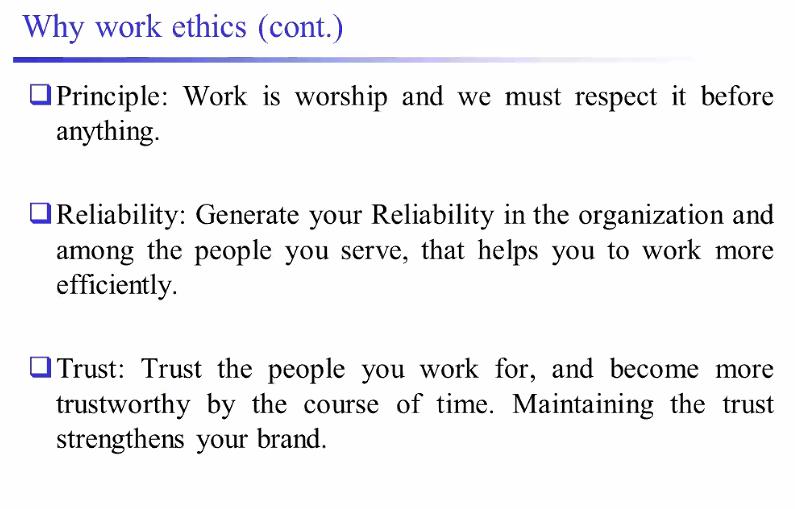 Why work ethics (cont.)
Principle: Work is worship and we must respect it before
anything.
Reliability: Generate your Reliability in the organization and
among the people you serve, that helps you to work more
efficiently.
Trust: Trust the people you work for, and become more
trustworthy by the course of time. Maintaining the trust
strengthens your brand.